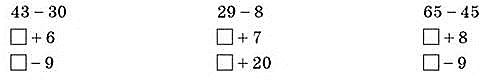 43 − 30 29 − 8 65 − 45
□ + 6 □ + 7 □ + 8
□ − 9 □ + 20 □ − 9